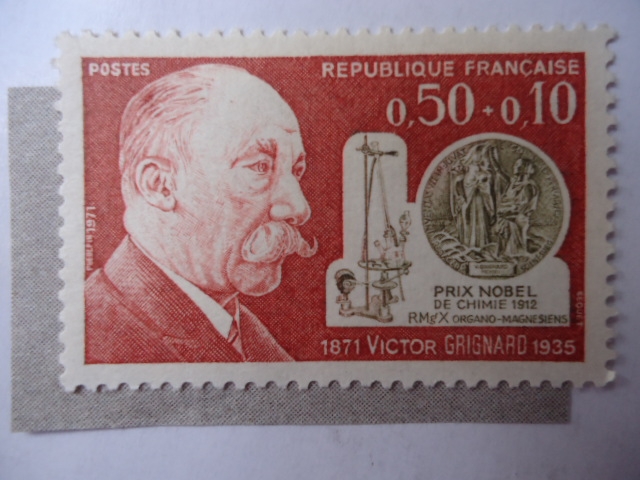 POSTES
REPUBLIQUE FRANÇAISE
0,50 + 0,10
1971
PRIX NOBEL
DE CHIMIE 1912
RMgX ORGANO-MAGNESIENS
1871 VICTOR GRIGNARD 1935